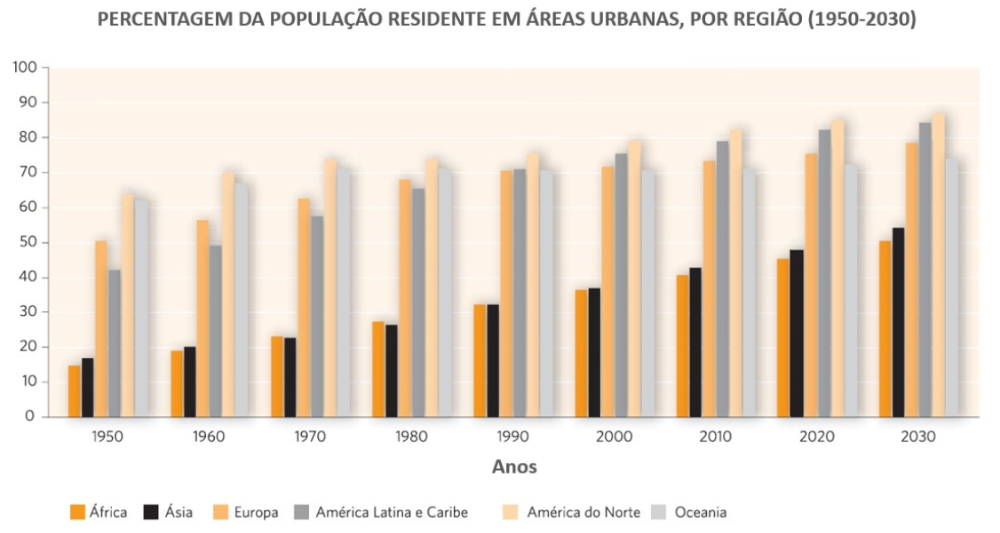 PERCENTAGEM DA POPULAÇÃO RESIDENTE EM ÁREAS URBANAS, POR REGIÃO (1950-2030)
100
90
80
70
60
50
40
30
20
10
0
1950 1960 1970 1980 1990 2000 2010 2020 2030
Anos
África Ásia Europa América Latina e Caribe América do Norte Oceania